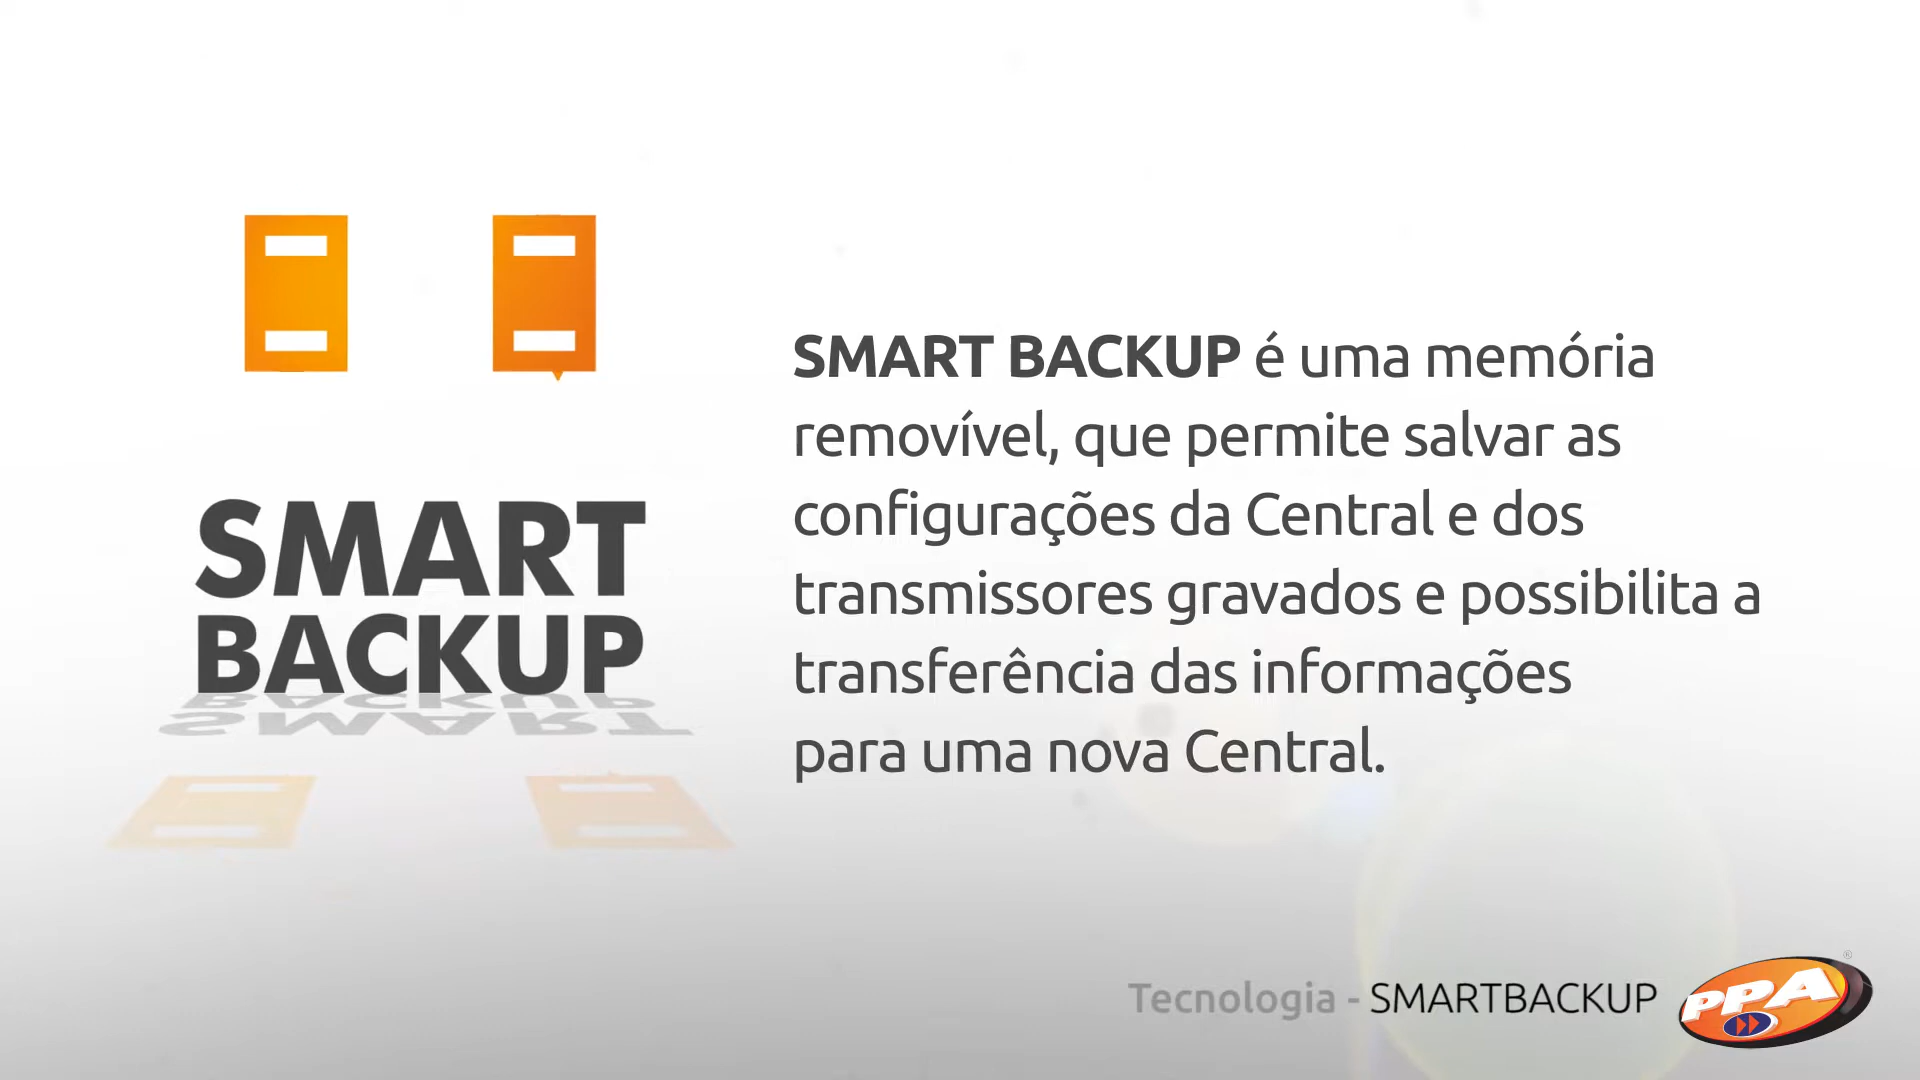 SMART
BACKUP
SMART BACKUP é uma memória
removível, que permite salvar as
configurações da Central e dos
transmissores gravados e possibilita a
transferência das informações
para uma nova Central.
Tecnologia - SMARTBACKUP
PPA